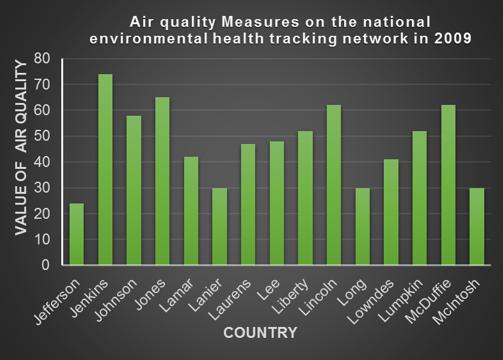 Air quality Measures on the national
environmental health tracking network in 2009
VALUE OF AIR QUALITY
80
70
60
50
40
30
20
10
0
Jefferson
Jenkins
Johnson
Jones
Lamar
Lanier
Laurens
Lee
Liberty
Lincoln
Long
Lowndes
Lumpkin
McDuffie
McIntosh
COUNTRY